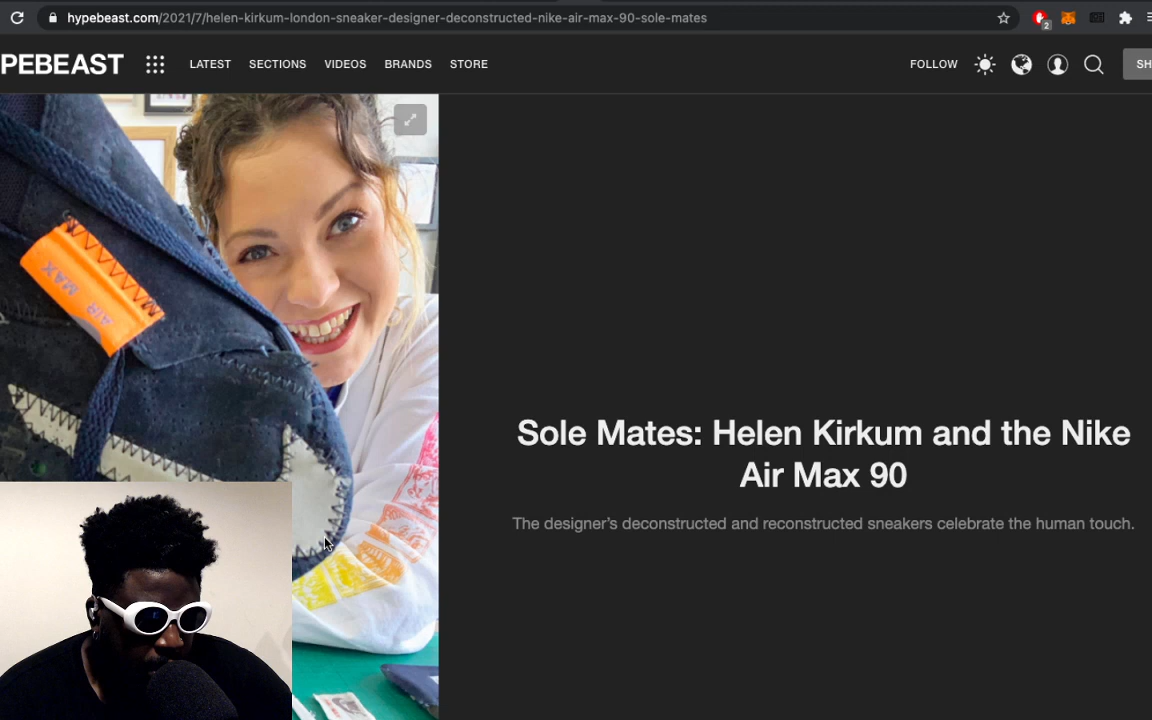 hypebeast.com/2021/7/helen-kirkum-london-sneaker-designer-deconstructed-nike-air-max-90-sole-mates
2
PEBEAST LATEST SECTIONS VIDEOS BRANDS STORE FOLLOW SH
AIR MAX
Sole Mates: Helen Kirkum and the Nike
Air Max 90
The designer's deconstructed and reconstructed sneakers celebrate the human touch.